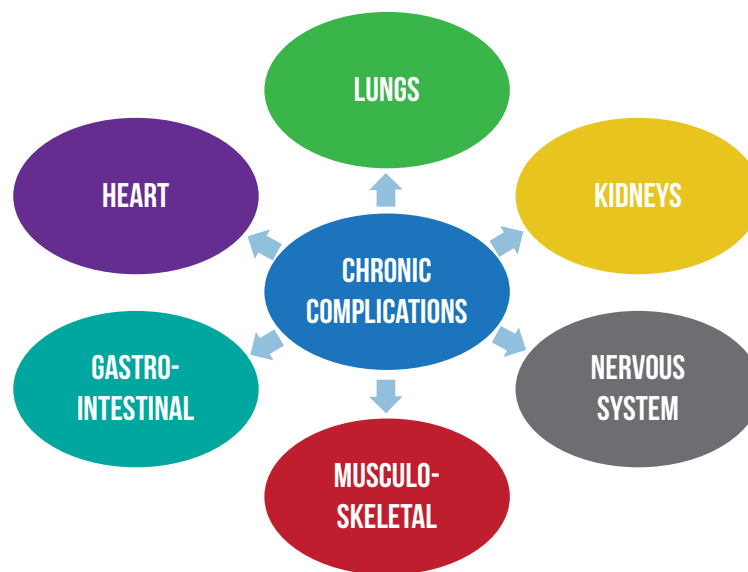 LUNGS
HEART
KIDNEYS
CHRONIC
COMPLICATIONS
GASTRO-
INTESTINAL
NERVOUS
SYSTEM
MUSCULO-
SKELETAL